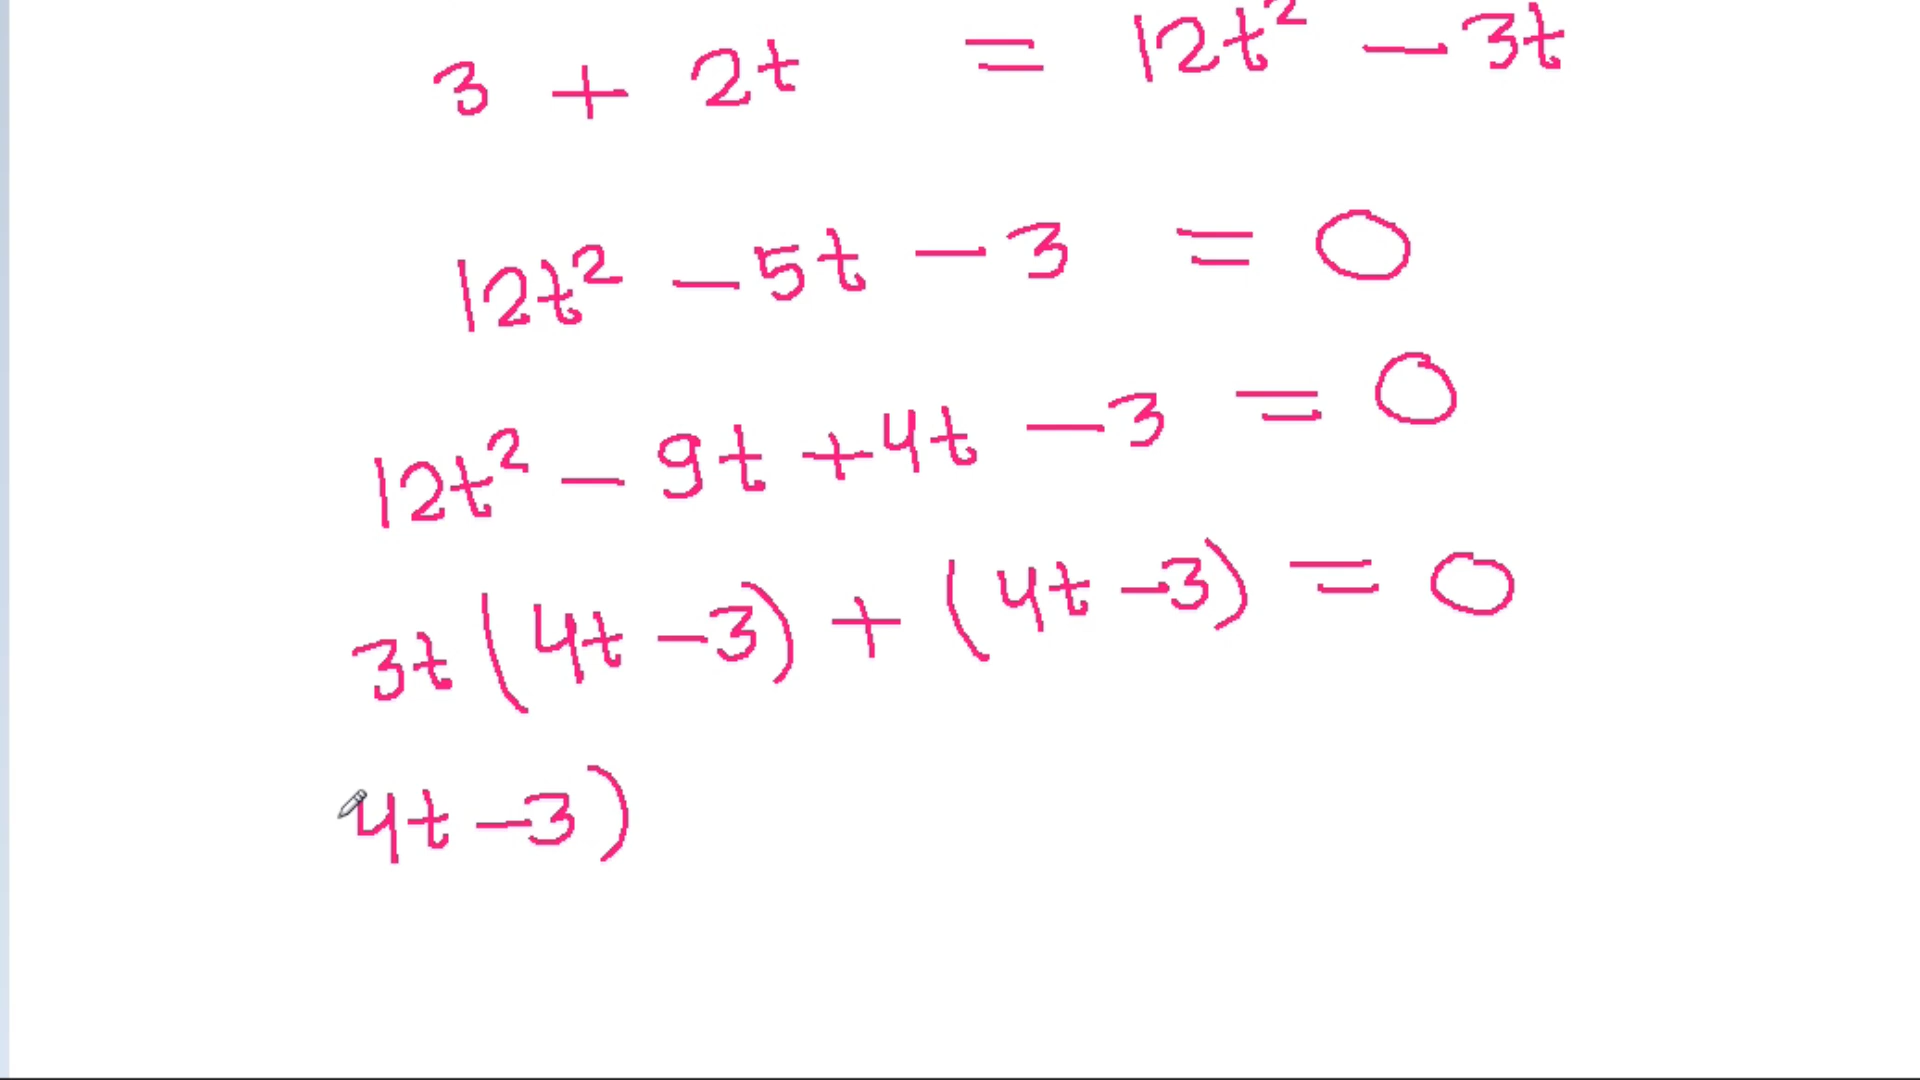 3 + 2t = 12t² - 3t
12t² - 5t - 3 = 0
12t² - 9t + 4t - 3 = 0
3t(4t - 3) + (4t - 3) = 0
4t - 3)